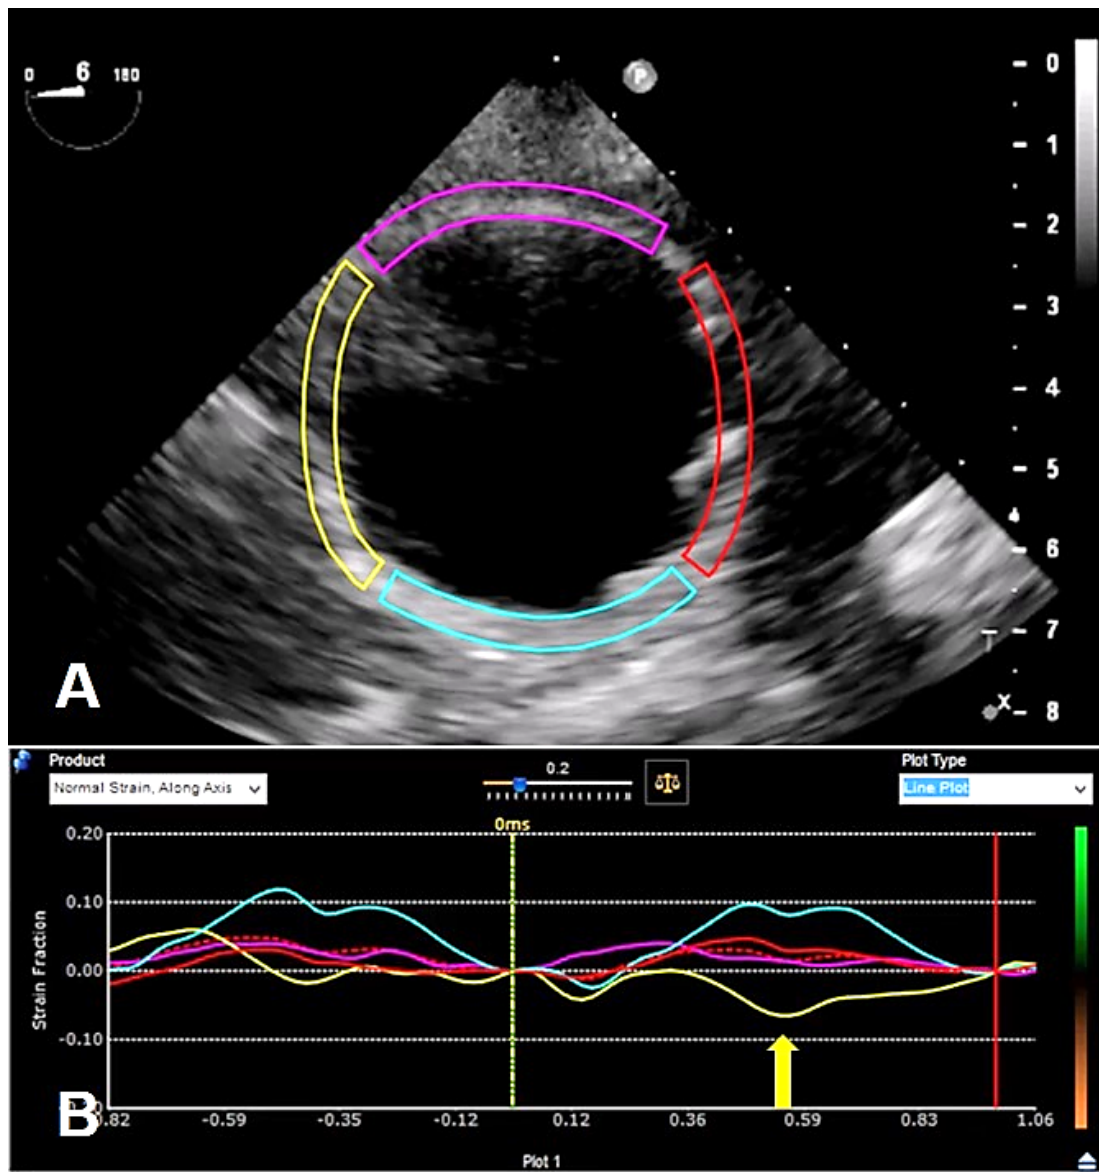 0 6 180
P
0
1
2
3
4
5
6
7
8
T
x
A
Product
Normal Strain, Along Axis
0.2
Plot Type
Line Plot
0ms
0.20
0.10
0.00
-0.10
Strain Fraction
B
.82 -0.59 -0.35 -0.12 0.12 0.36 0.59 0.83 1.06
Plot 1